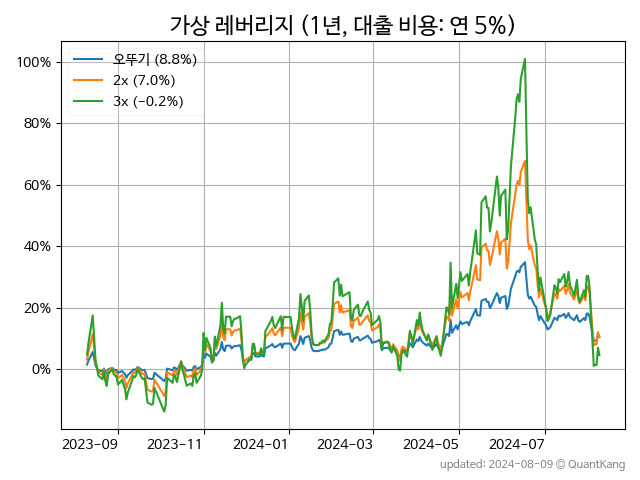 가상 레버리지 (1년, 대출 비용: 연 5%)
오뚜기 (8.8%)
2x (7.0%)
3x (−0.2%)
100%
80%
60%
40%
20%
0%
2023-09 2023-11 2024-01 2024-03 2024-05 2024-07
updated: 2024-08-09 © QuantKang